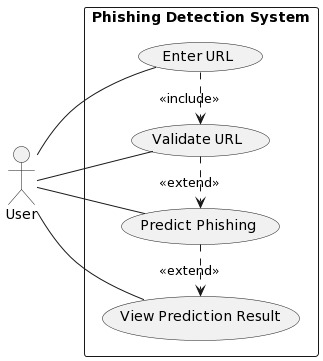 Phishing Detection System
Enter URL
«include»
Validate URL
«extend»
User
Predict Phishing
«extend»
View Prediction Result